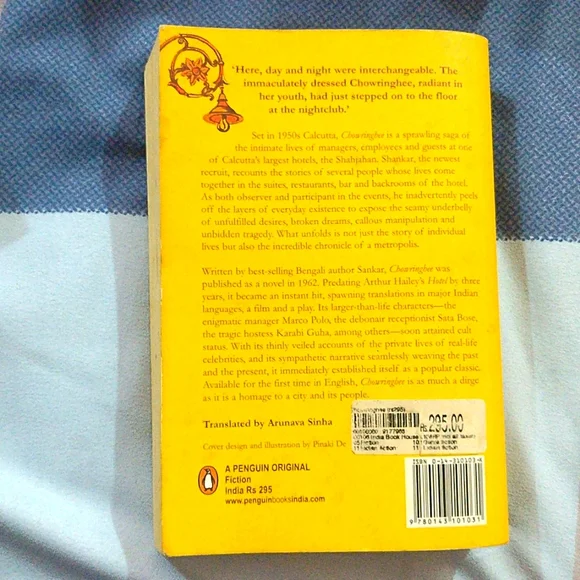 'Here, day and night were interchangeable. The
immaculately dressed Chowringhee, radiant in
her youth, had just stepped on to the floor
at the nightclub.'
Set in 1950s Calcutta, Chowringhee is a sprawling saga of
the intimate lives of managers, employees and guests at one
of Calcutta's largest hotels, the Shahjahan. Shankar, the newest
recruit, recounts the stories of several people whose lives come
together in the suites, restaurants, bar and backrooms of the hotel.
As both observer and participant in the events, he inadvertently peels
off the layers of everyday existence to expose the seamy underbelly
of unfulfilled desires, broken dreams, callous manipulation and
unbidden tragedy. What unfolds is not just the story of individual
lives but also the incredible chronicle of a metropolis.
Written by best-selling Bengali author Sankar, Chowringhee was
published as a novel in 1962. Predating Arthur Hailey's Hotel by three
years, it became an instant hit, spawning translations in major Indian
languages, a film and a play. Its larger-than-life characters—the
enigmatic manager Marco Polo, the debonair receptionist Sata Bose,
the tragic hostess Karabi Guha, among others—soon attained cult
status. With its thinly veiled accounts of the private lives of real-life
celebrities, and its sympathetic narrative seamlessly weaving the past
and the present, it immediately established itself as a popular classic.
Available for the first time in English, Chowringhee is as much a dirge
as it is a homage to a city and its people.
Translated by Arunava Sinha
Cover design and illustration by Pinaki De
Rs.295.00
India Book House
A PENGUIN ORIGINAL
Fiction
India Rs 295
www.penguinbooksindia.com
ISBN 0-14-310103-
9 780143 101031